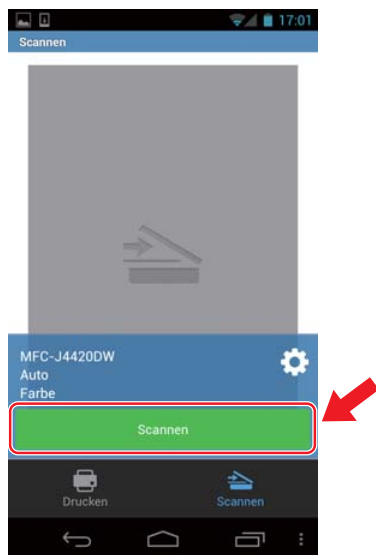 17:01
Scannen
MFC-J4420DW
Auto
Farbe
Scannen
Drucken
Scannen